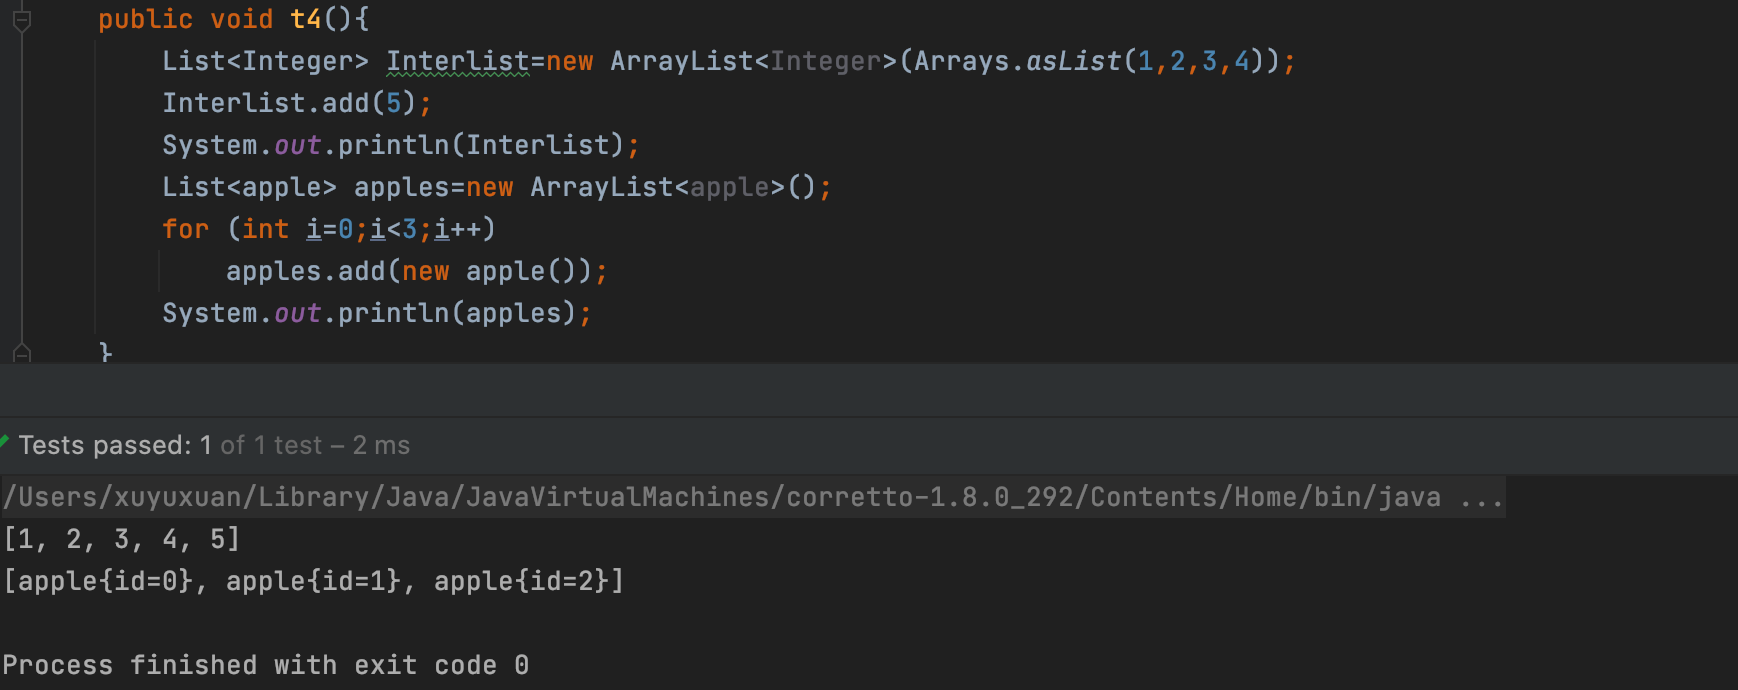 public void t4(){
List<Integer> Interlist=new ArrayList<Integer>(Arrays.asList(1,2,3,4));
Interlist.add(5);
System.out.println(Interlist);
List<apple> apples=new ArrayList<apple>();
for (int i=0;i<3;i++)
apples.add(new apple());
System.out.println(apples);
}
Tests passed: 1 of 1 test – 2 ms
/Users/xuyuxuan/Library/Java/JavaVirtualMachines/corretto-1.8.0_292/Contents/Home/bin/java ...
[1, 2, 3, 4, 5]
[apple{id=0}, apple{id=1}, apple{id=2}]
Process finished with exit code 0